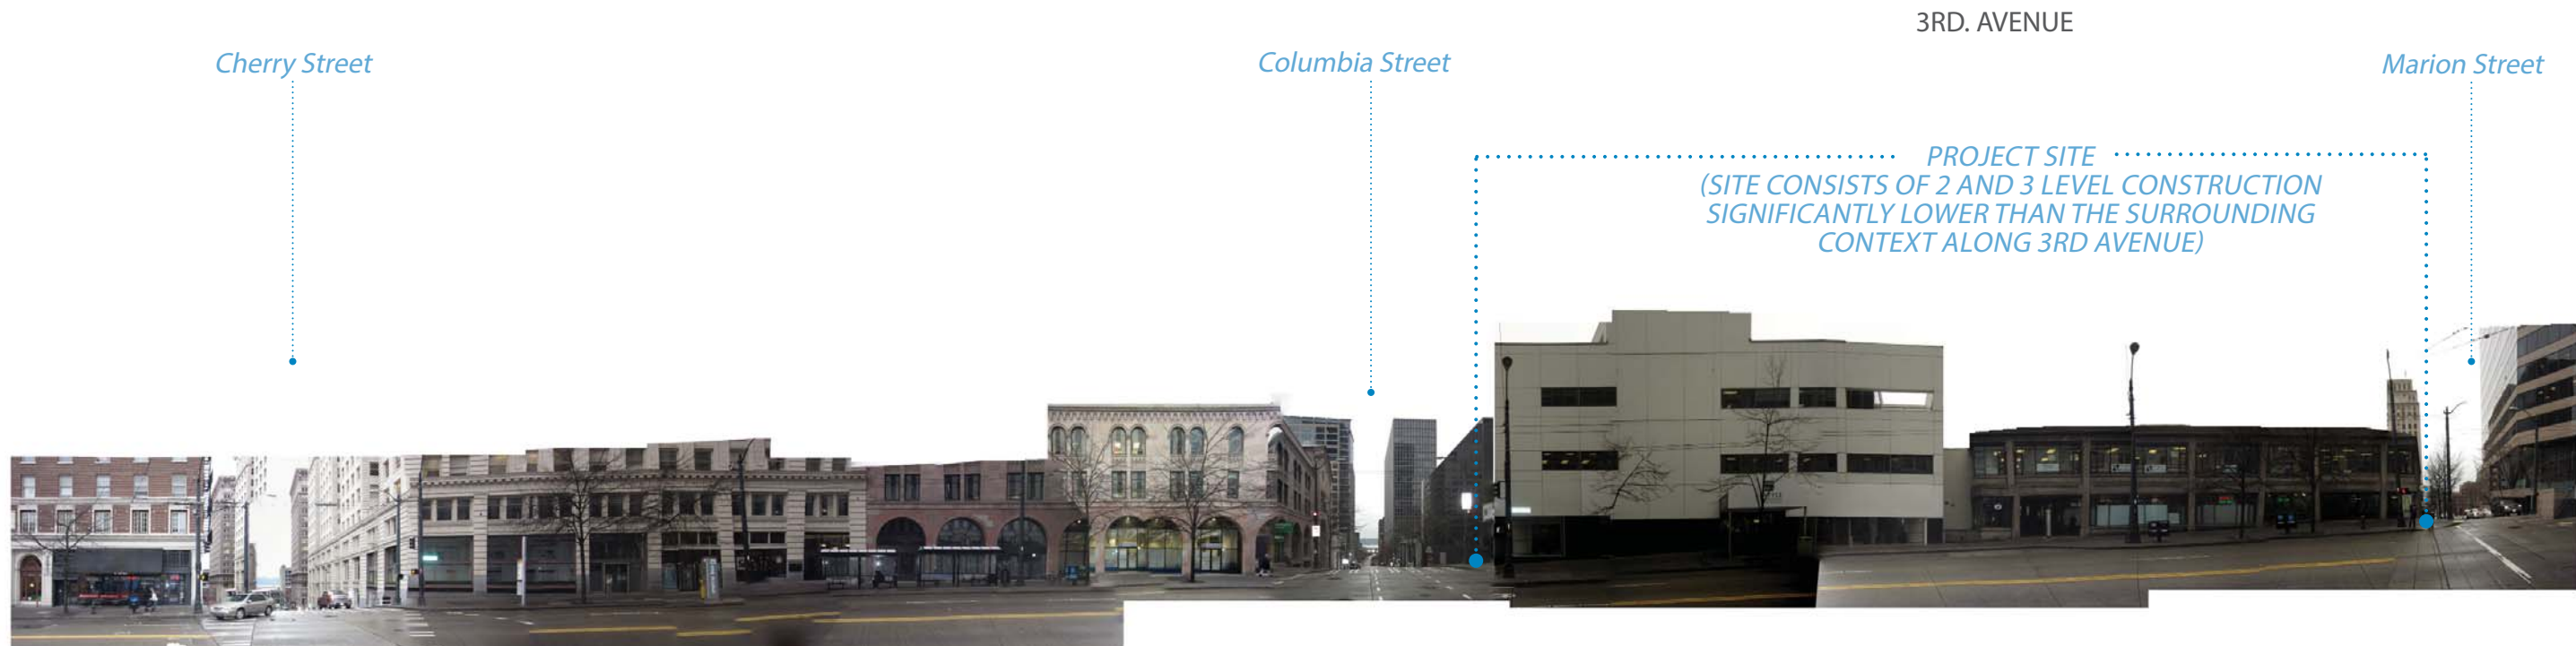 3RD. AVENUE
Cherry Street
Columbia Street
Marion Street
PROJECT SITE
(SITE CONSISTS OF 2 AND 3 LEVEL CONSTRUCTION
SIGNIFICANTLY LOWER THAN THE SURROUNDING
CONTEXT ALONG 3RD AVENUE)